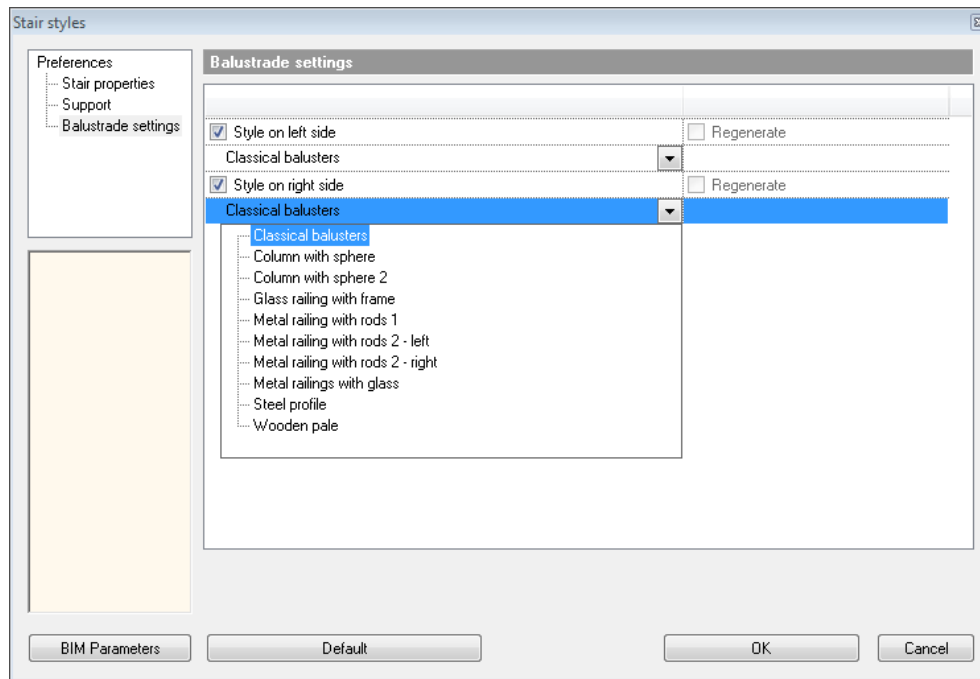 Stair styles
Preferences
Stair properties
Support
Balustrade settings
Balustrade settings
Style on left side
Regenerate
Classical balusters
Style on right side
Regenerate
Classical balusters
Classical balusters
Column with sphere
Column with sphere 2
Glass railing with frame
Metal railing with rods 1
Metal railing with rods 2 - left
Metal railing with rods 2 - right
Metal railings with glass
Steel profile
Wooden pale
BIM Parameters
Default
OK
Cancel